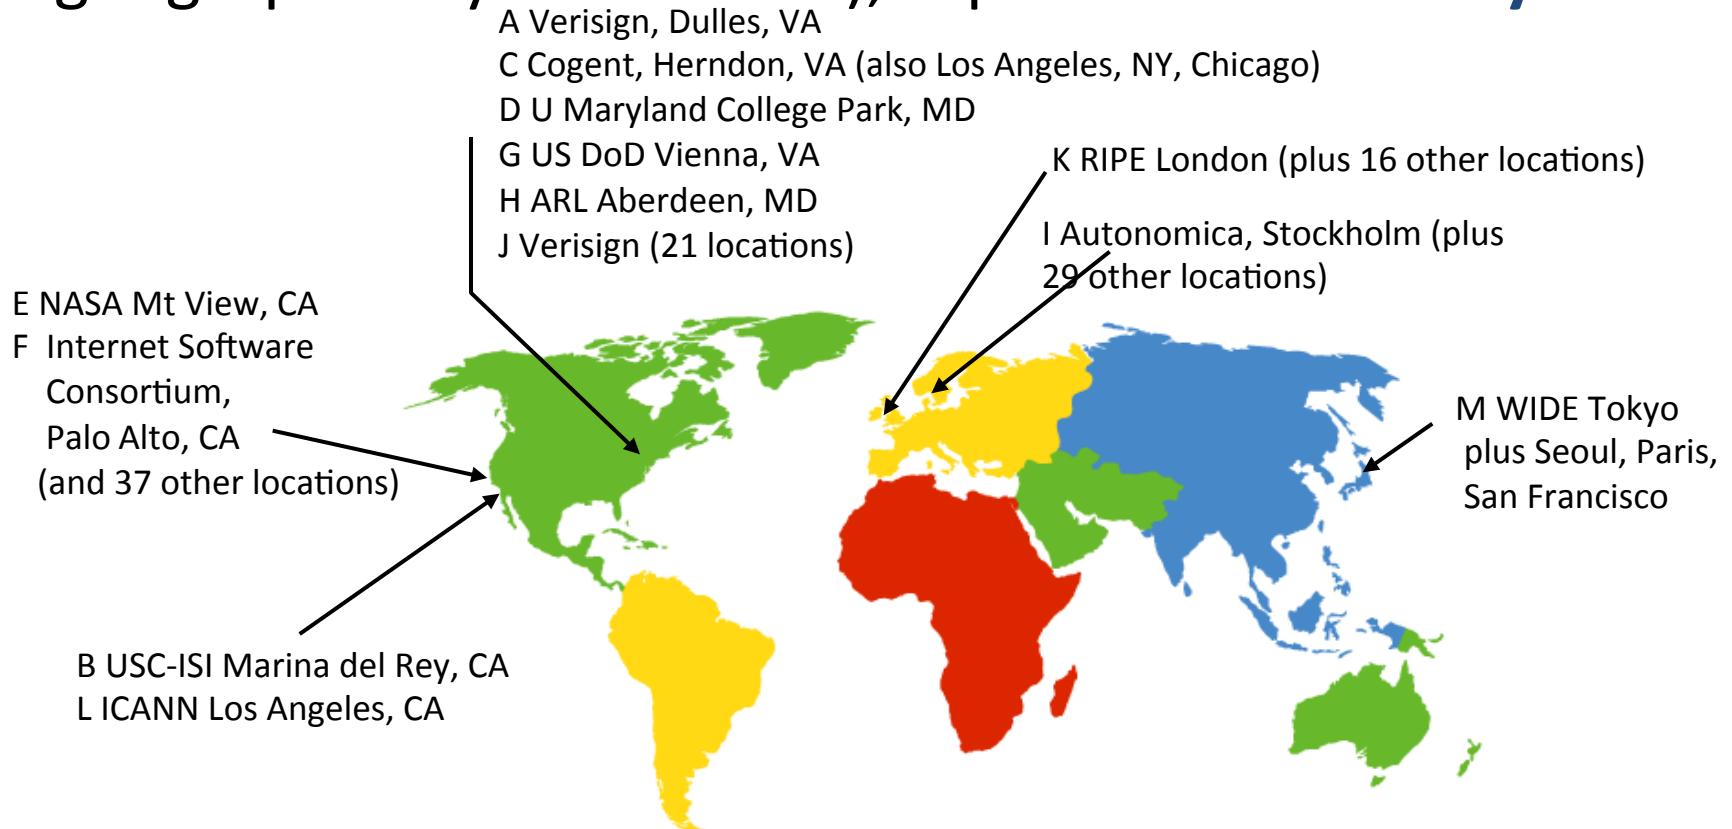 A Verisign, Dulles, VA
C Cogent, Herndon, VA (also Los Angeles, NY, Chicago)
D U Maryland College Park, MD
G US DoD Vienna, VA
H ARL Aberdeen, MD
J Verisign (21 locations)
K RIPE London (plus 16 other locations)
I Autonomica, Stockholm (plus
29 other locations)
E NASA Mt View, CA
F Internet Software
Consortium,
Palo Alto, CA
(and 37 other locations)
M WIDE Tokyo
plus Seoul, Paris,
San Francisco
B USC-ISI Marina del Rey, CA
L ICANN Los Angeles, CA